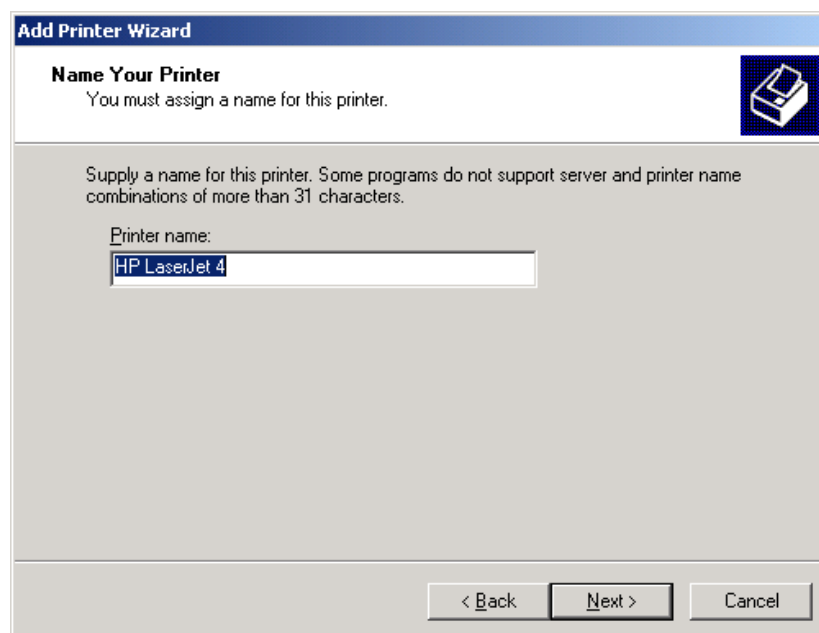 Add Printer Wizard
Name Your Printer
You must assign a name for this printer.
Supply a name for this printer. Some programs do not support server and printer name
combinations of more than 31 characters.
Printer name:
HP LaserJet 4
< Back Next > Cancel